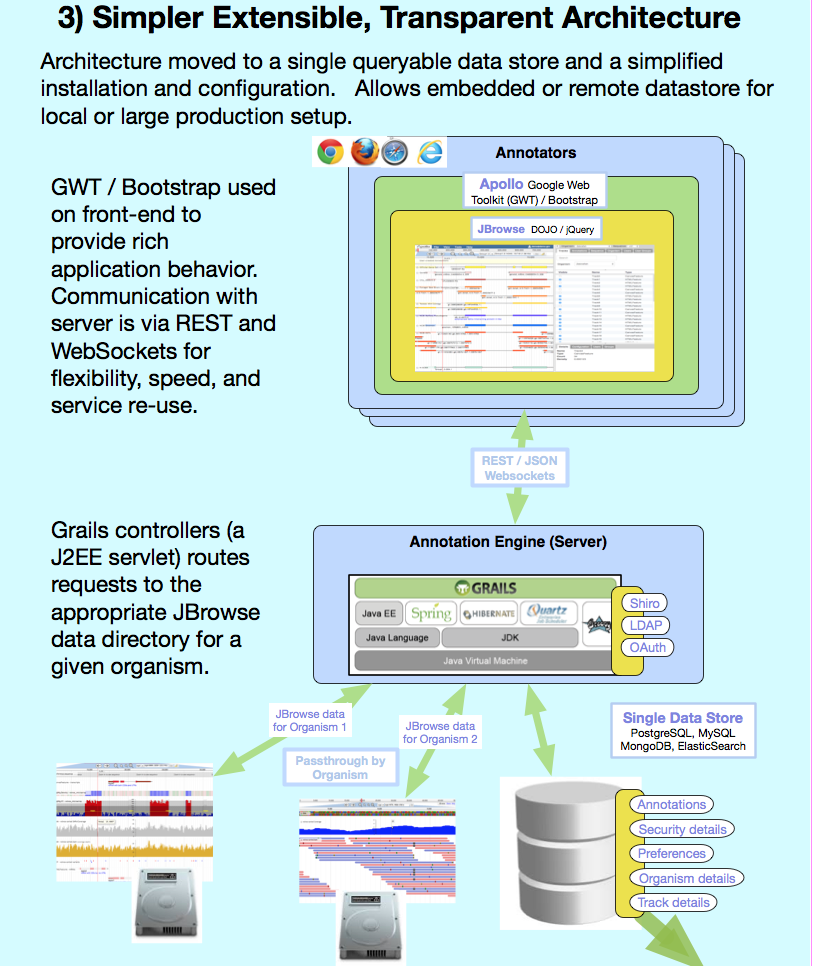 3) Simpler Extensible, Transparent Architecture
Architecture moved to a single queryable data store and a simplified
installation and configuration. Allows embedded or remote datastore for
local or large production setup.
Annotators
GWT / Bootstrap used
on front-end to
provide rich
application behavior.
Communication with
server is via REST and
WebSockets for
flexibility, speed, and
service re-use.
Apollo Google Web
Toolkit (GWT) / Bootstrap
JBrowse DOJO / jQuery
REST / JSON
Websockets
Grails controllers (a
J2EE servlet) routes
requests to the
appropriate JBrowse
data directory for a
given organism.
Annotation Engine (Server)
GRAILS
Java EE
Spring
HIBERNATE
Quartz
Java Language
JDK
Java Virtual Machine
Shiro
LDAP
OAuth
JBrowse data
for Organism 1
JBrowse data
for Organism 2
Passthrough by
Organism
Single Data Store
PostgreSQL, MySQL
MongoDB, ElasticSearch
Annotations
Security details
Preferences
Organism details
Track details